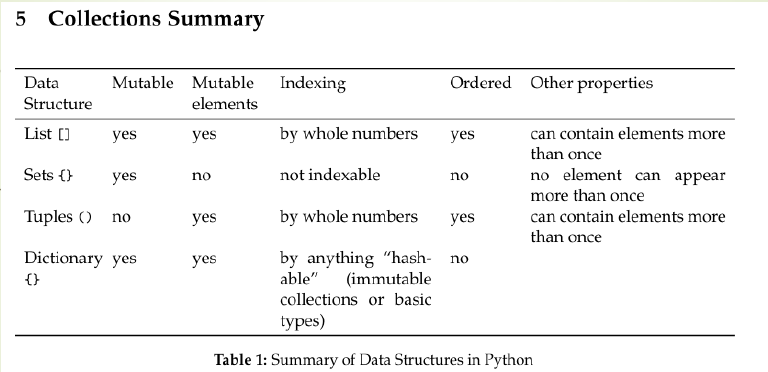 5 Collections Summary
Data Structure Mutable Mutable elements Indexing Ordered Other properties
List [] yes yes by whole numbers yes can contain elements more than once
Sets {} yes no not indexable no no element can appear more than once
Tuples () no yes by whole numbers yes can contain elements more than once
Dictionary {} yes yes by anything "hash-able" (immutable collections or basic types) no
Table 1: Summary of Data Structures in Python